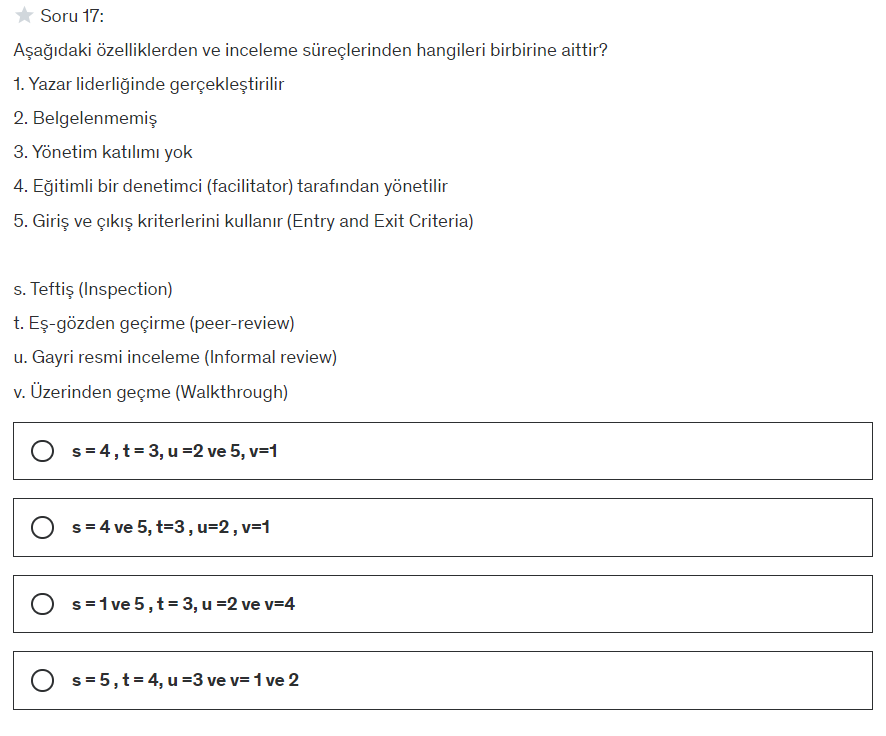 Soru 17:
Aşağıdaki özelliklerden ve inceleme süreçlerinden hangileri birbirine aittir?
1. Yazar liderliğinde gerçekleştirilir
2. Belgelenmemiş
3. Yönetim katılımı yok
4. Eğitimli bir denetimci (facilitator) tarafından yönetilir
5. Giriş ve çıkış kriterlerini kullanır (Entry and Exit Criteria)
s. Teftiş (Inspection)
t. Eş-gözden geçirme (peer-review)
u. Gayri resmi inceleme (Informal review)
v. Üzerinden geçme (Walkthrough)
s = 4 , t = 3, u =2 ve 5, v=1
s = 4 ve 5, t=3 , u=2 , v=1
s = 1 ve 5 , t = 3, u =2 ve v=4
s = 5 , t = 4, u =3 ve v= 1 ve 2